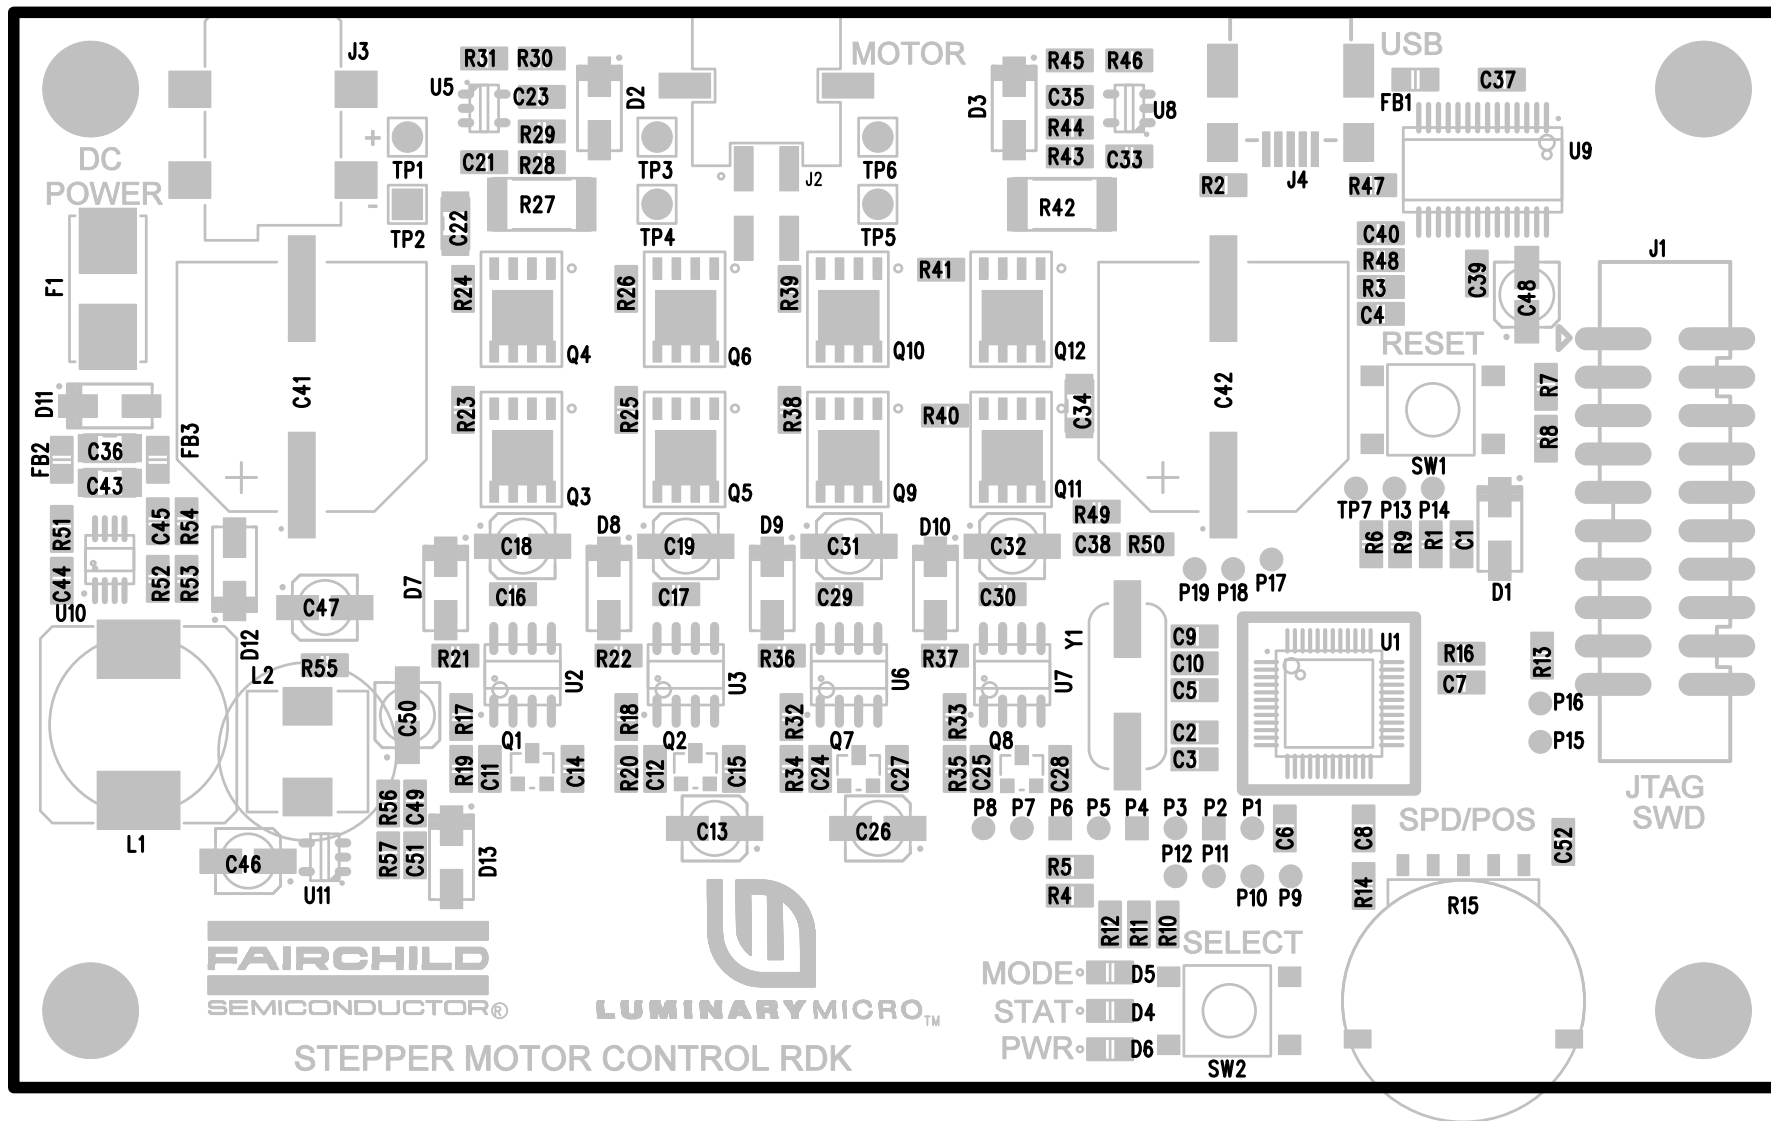 J3
R31 R30
U5
C23
R29
C21 R28
D2
MOTOR
D3
R45 R46
C35
R44
R43 C33
U8
USB
FB1
C37
U9
DC
POWER
+
-
TP1
TP2
C22
R27
TP3
TP4
J2
TP6
TP5
R42
R2
J4
R47
C40
R48
R3
C4
C39
C48
J1
F1
R24
Q4
R26
Q6
R39
Q10
R41
Q12
RESET
C41
C42
D11
R23
Q3
R25
Q5
R38
Q9
R40
Q11
C34
SW1
R7
R8
FB2
C36
C43
FB3
TP7 P13 P14
R51
C45
R54
C44
R52
R53
U10
D12
D7
C18
D8
C19
D9
C31
D10
C32
R49
C38 R50
P19 P18 P17
R6
R9
R1
C1
D1
C47
C16
C17
C29
C30
L2
R55
R21
U2
R22
U3
R36
U6
R37
U7
Y1
C9
C10
C5
C2
C3
U1
R16
C7
R13
P16
P15
C50
R17
Q1
R18
Q2
R32
Q7
R33
Q8
R19
C11
C14
R20
C12
C15
R34
C24
C27
R35
C25
C28
L1
R56
C49
R57
C51
D13
C46
U11
C13
C26
P8 P7 P6 P5 P4 P3 P2 P1
P12 P11
P10 P9
C6
C8
SPD/POS
JTAG
SWD
C52
R14
R15
R5
R4
R12
R11
R10
SELECT
MODE D5
STAT D4
PWR D6
SW2
FAIRCHILD
SEMICONDUCTOR®
LUMINARYMICRO™
STEPPER MOTOR CONTROL RDK